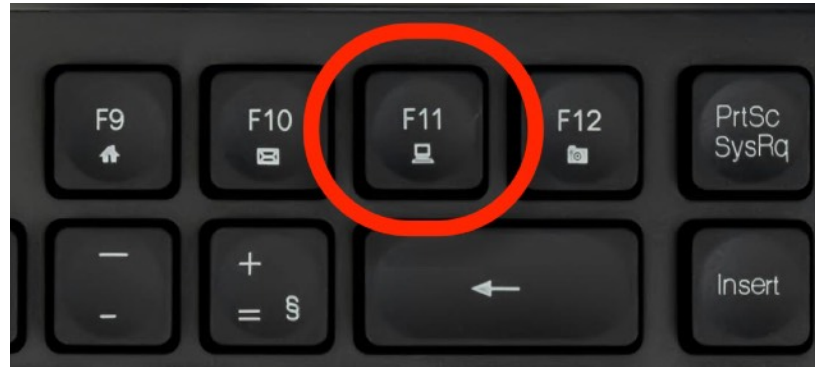 F9
F10
F11
F12
PrtSc
SysRq
—
-
+
= §
Insert